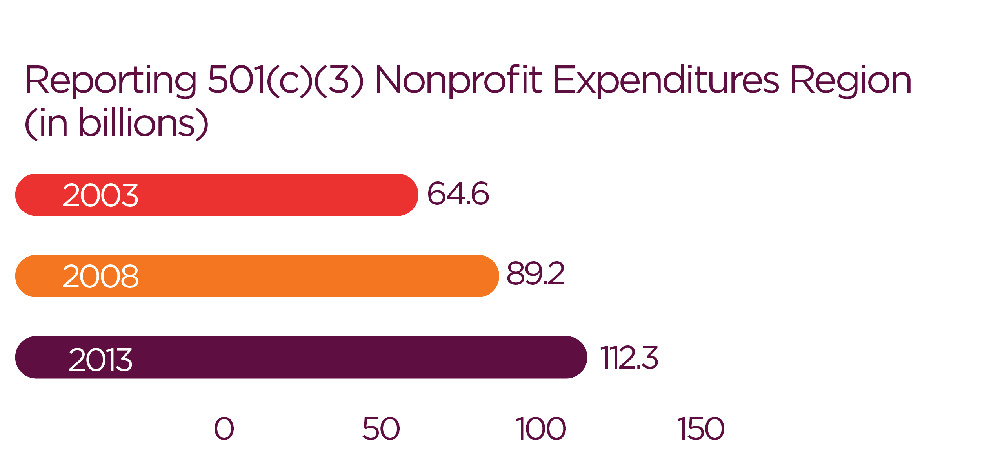 Reporting 501(c)(3) Nonprofit Expenditures Region
(in billions)
2003 64.6
2008 89.2
2013 112.3
0 50 100 150